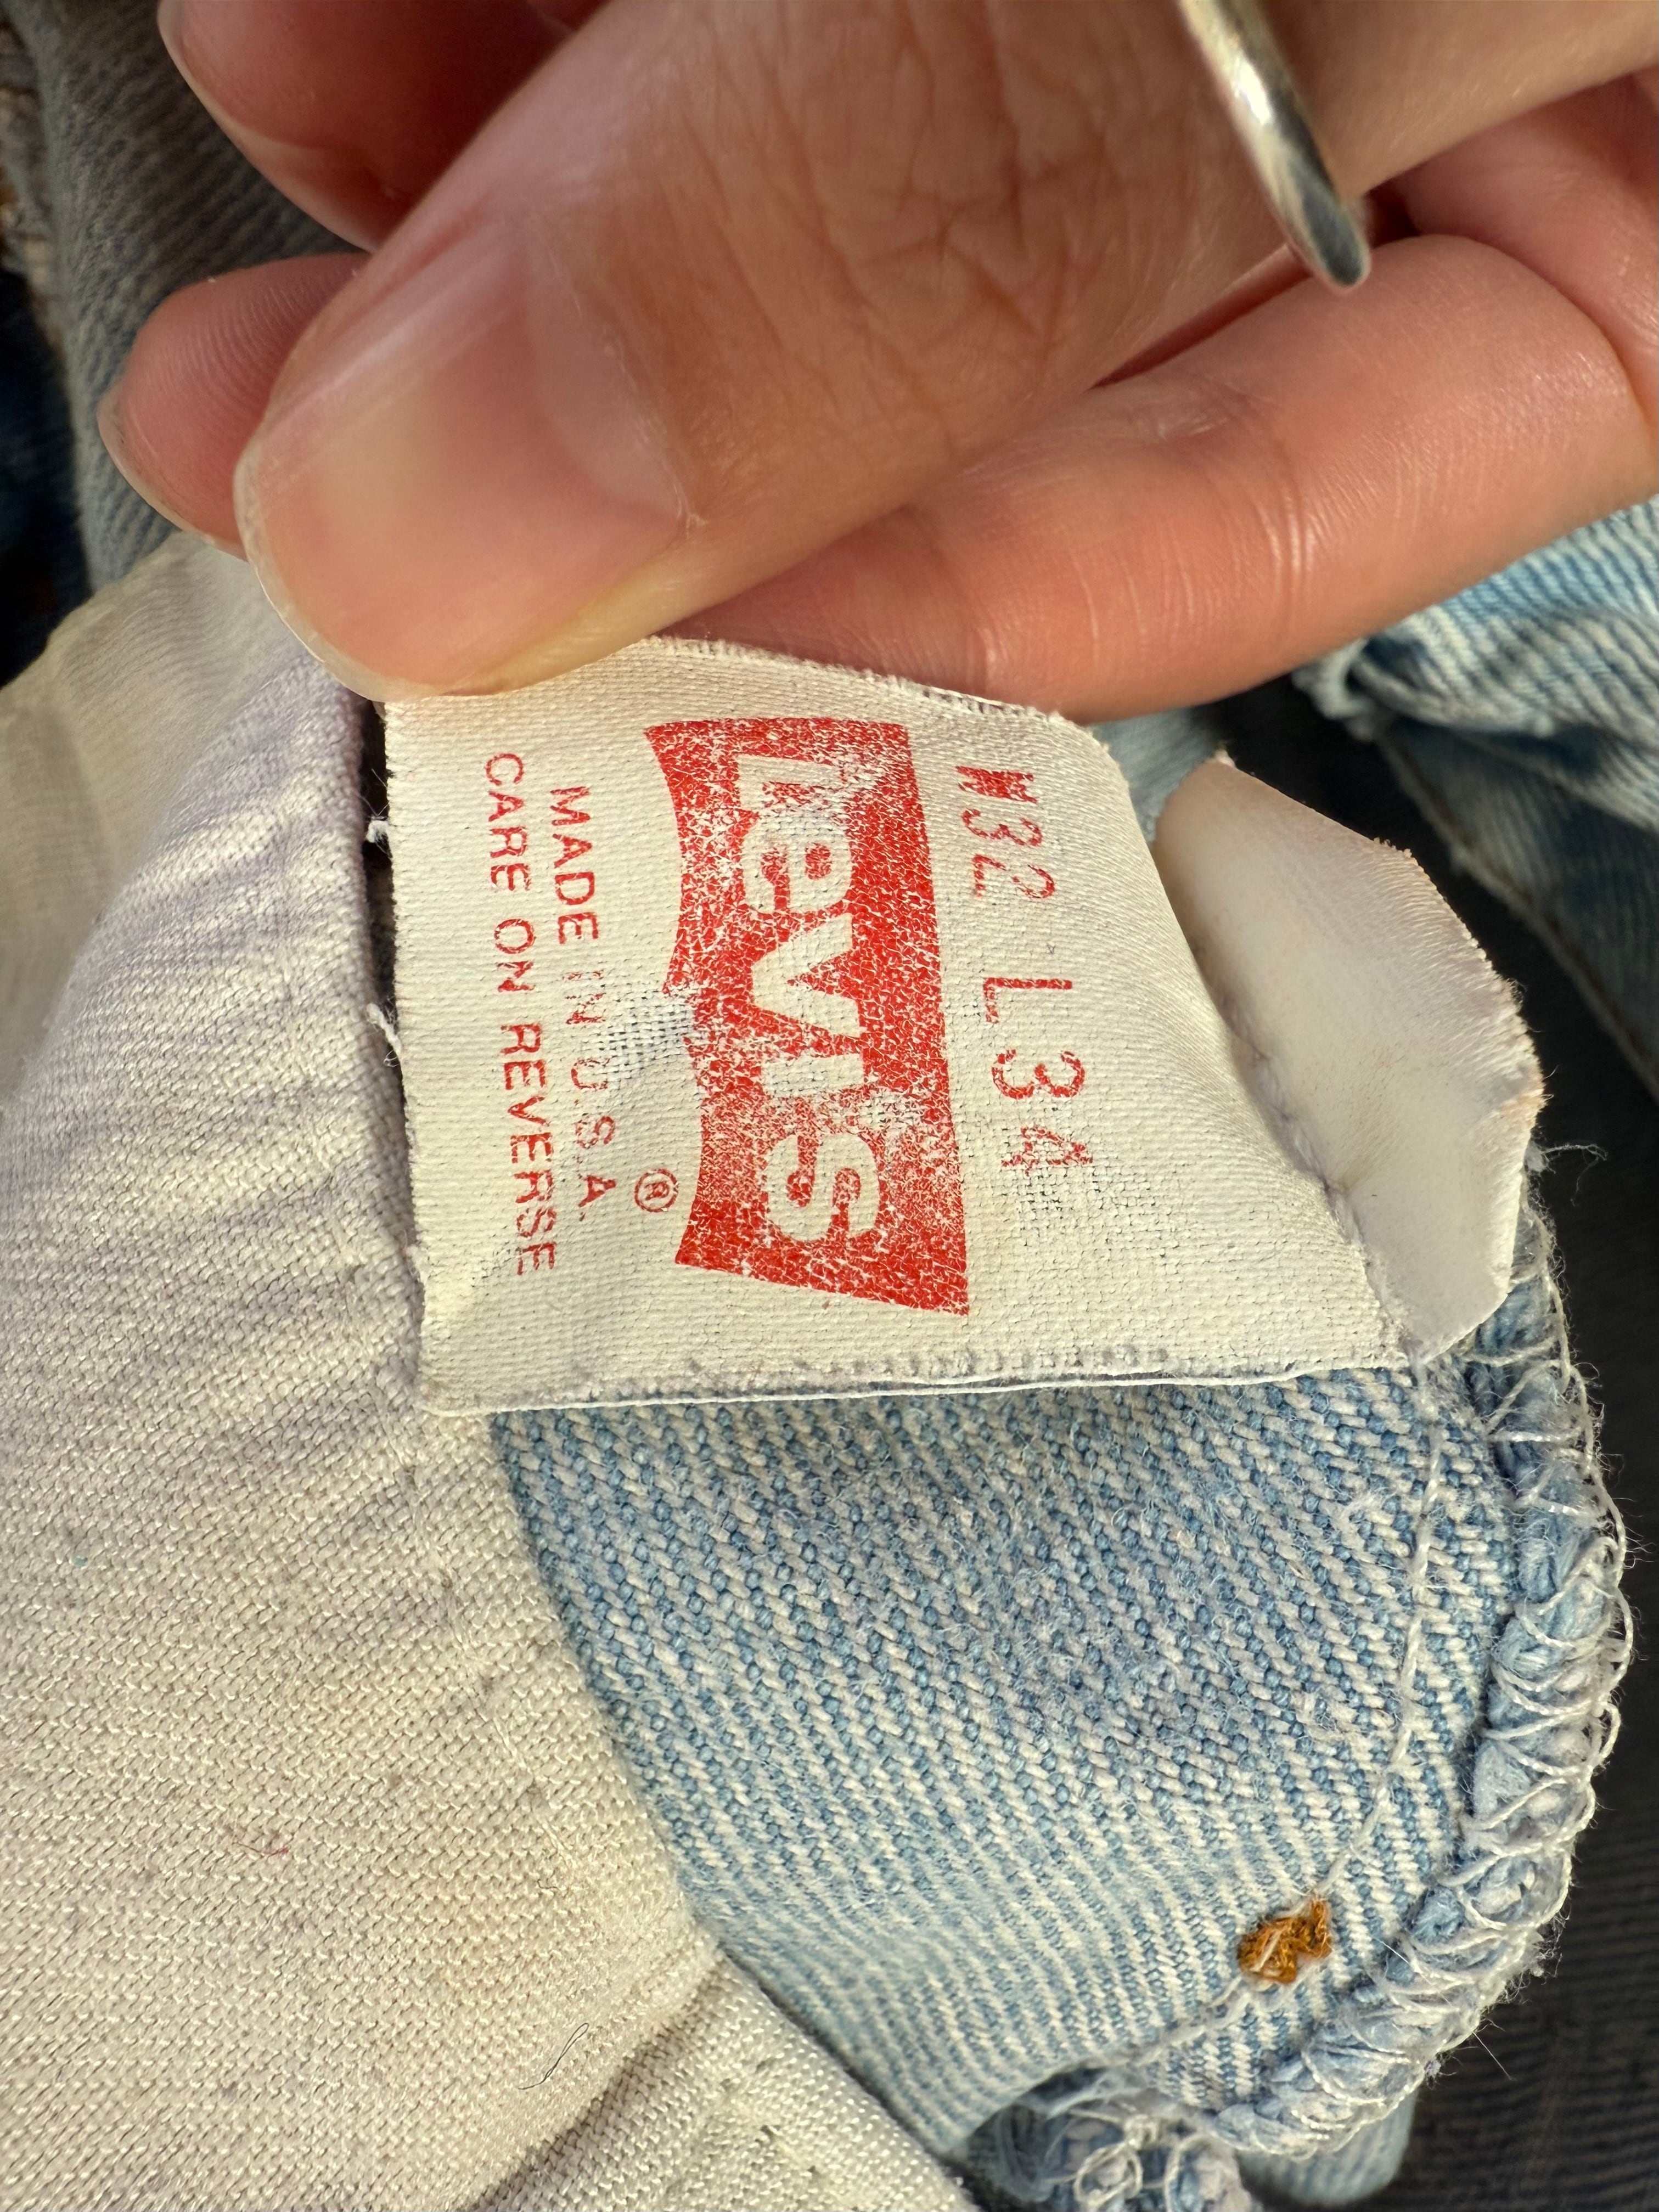 W32 L34
Levi's
®
MADE IN U.S.A.
CARE ON REVERSE